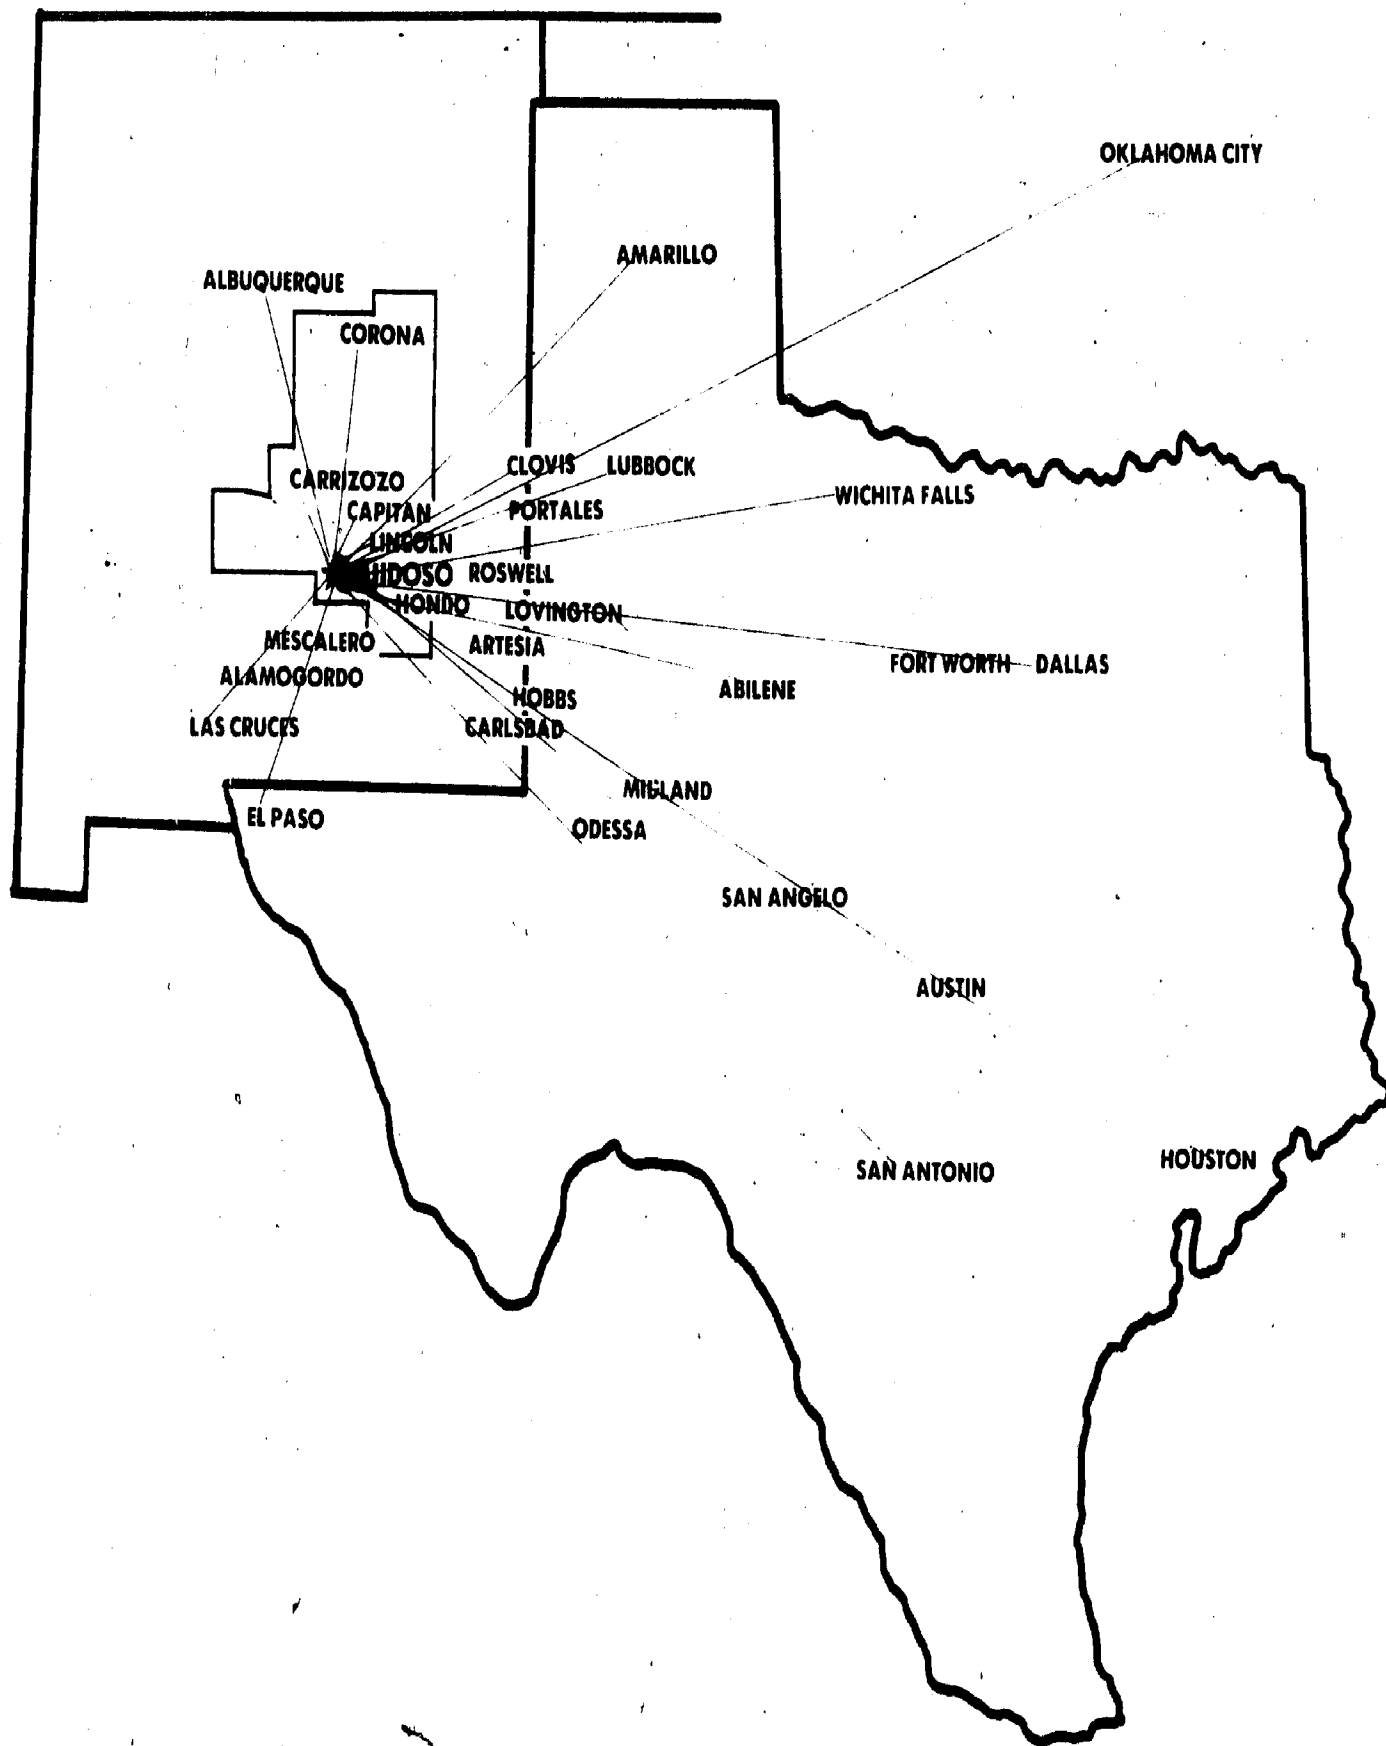 OKLAHOMA CITY
AMARILLO
ALBUQUERQUE
CORONA
CLOVIS
LUBBOCK
CARRIZOZO
WICHITA FALLS
CAPITAN
PORTALES
LINCOLN
ROSWELL
HONDO
LOVINGTON
MESCALERO
ARTESIA
FORT WORTH
DALLAS
ALAMOGORDO
ABILENE
HOBBS
LAS CRUCES
CARLSBAD
MIDLAND
EL PASO
ODESSA
SAN ANGELO
AUSTIN
HOUSTON
SAN ANTONIO